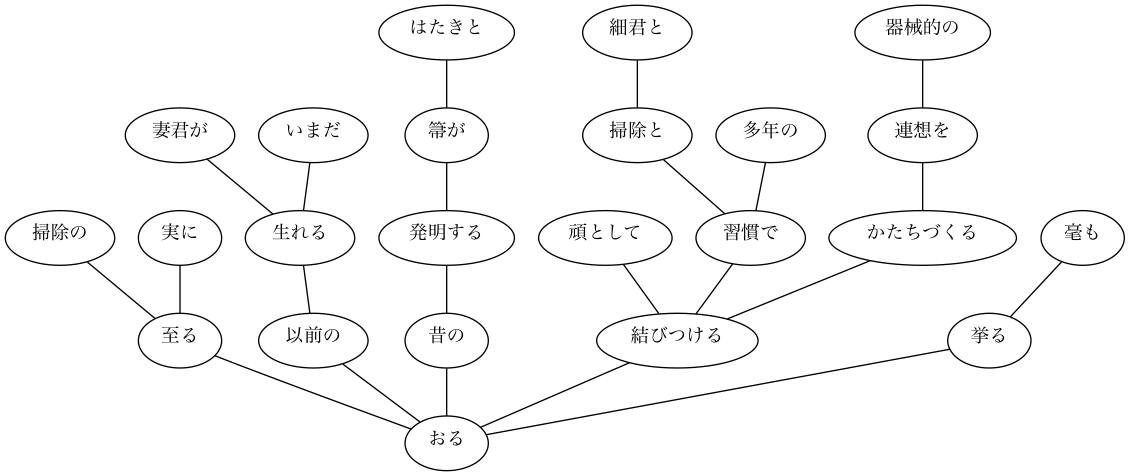 はたきと 細君と 器械的の
妻君が いまだ 箒が 掃除と 多年の 連想を
掃除の 実に 生れる 発明する 頑として 習慣で かたちづくる 毫も
至る 以前の 昔の 結びつける 挙る
おる